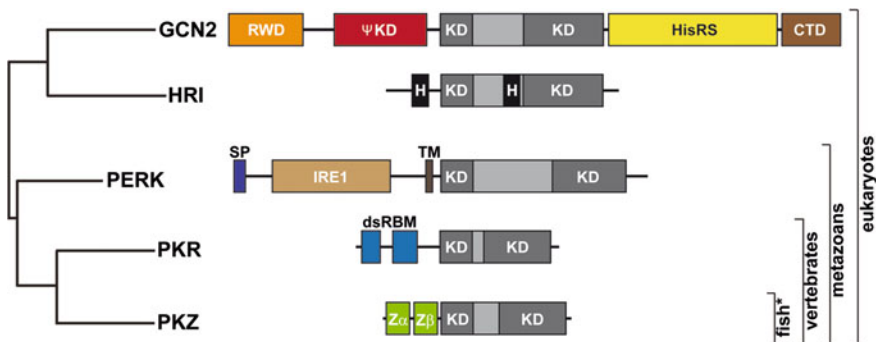 GCN2 RWD ΨKD KD KD HisRS CTD
HRI H KD H KD
SP TM
PERK IRE1 KD KD
dsRBM
PKR KD KD
PKZ Zα Zβ KD KD
fish*
vertebrates
metazoans
eukaryotes